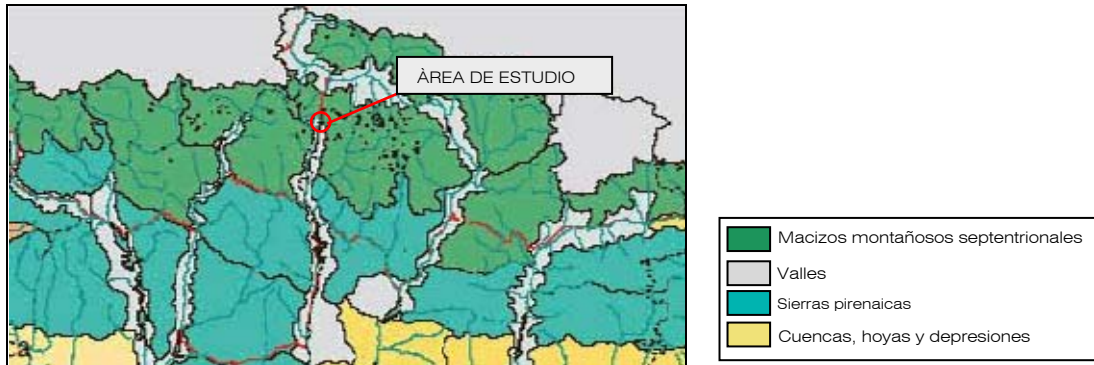 ÀREA DE ESTUDIO
Macizos montañosos septentrionales
Valles
Sierras pirenaicas
Cuencas, hoyas y depresiones